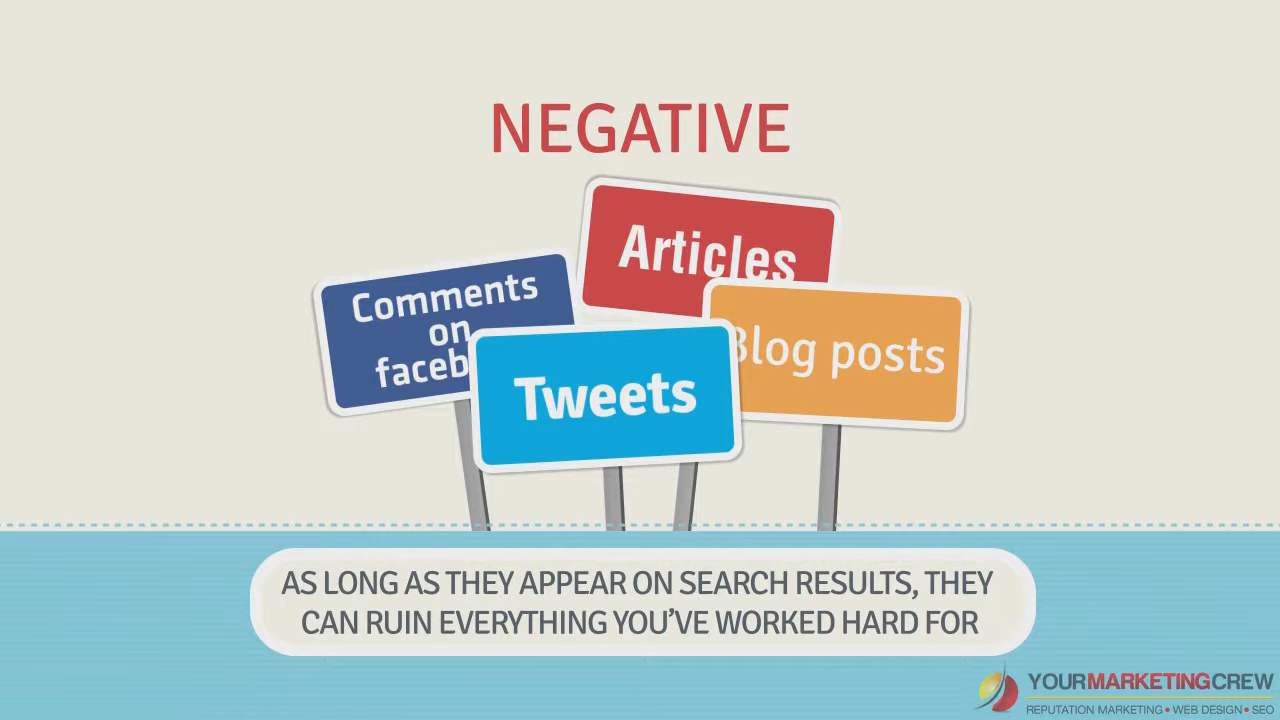 NEGATIVE
Articles
Comments
on
faceb
Blog posts
Tweets
AS LONG AS THEY APPEAR ON SEARCH RESULTS, THEY
CAN RUIN EVERYTHING YOU'VE WORKED HARD FOR
YOURMARKETINGCREW
REPUTATION MARKETING • WEB DESIGN • SEO